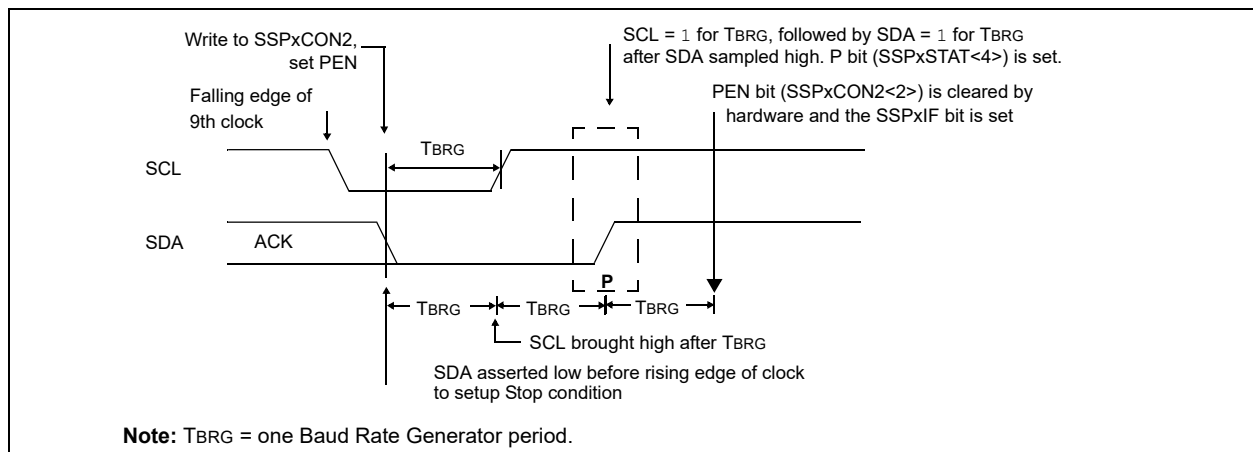 Write to SSPxCON2,
set PEN
SCL = 1 for TBRG, followed by SDA = 1 for TBRG
after SDA sampled high. P bit (SSPxSTAT<4>) is set.
Falling edge of
9th clock
PEN bit (SSPxCON2<2>) is cleared by
hardware and the SSPxIF bit is set
TBRG
SCL
SDA
ACK
P
TBRG
TBRG
TBRG
SCL brought high after TBRG
SDA asserted low before rising edge of clock
to setup Stop condition
Note: TBRG = one Baud Rate Generator period.